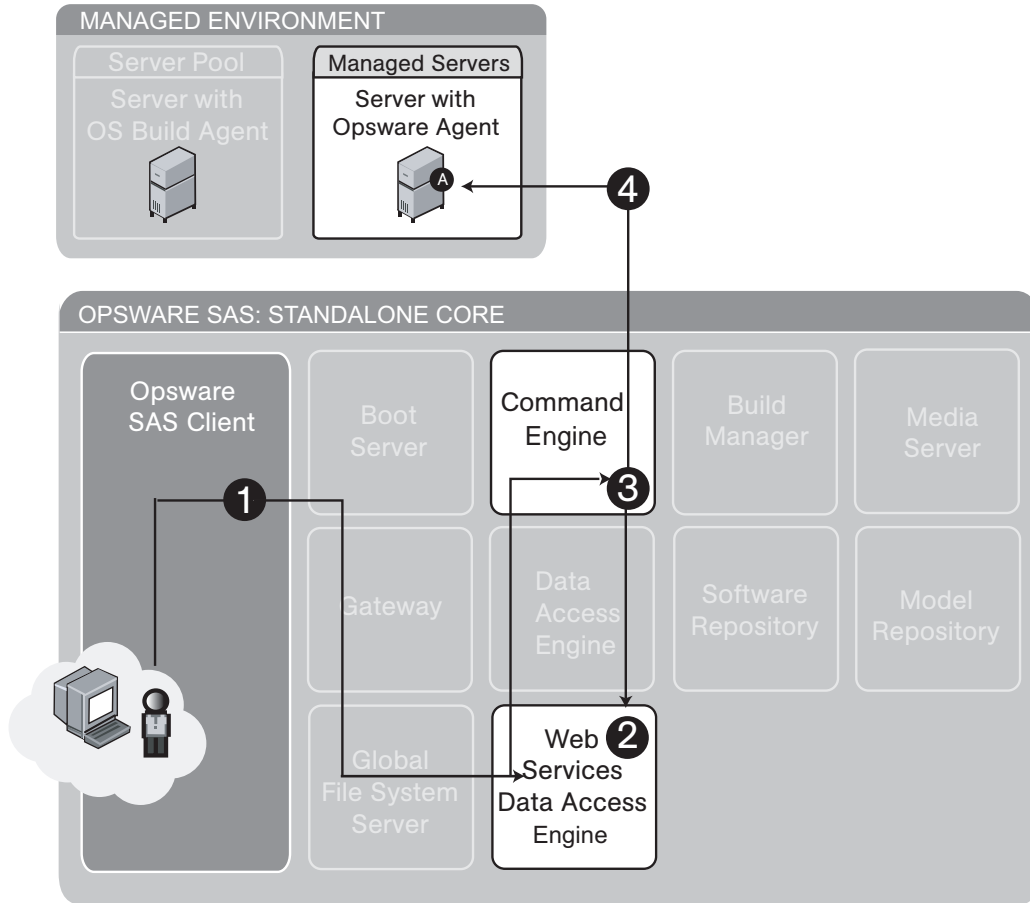 MANAGED ENVIRONMENT
Server Pool
Server with
OS Build Agent
Managed Servers
Server with
Opsware Agent
A
4
OPSWARE SAS: STANDALONE CORE
Opsware
SAS Client
1
Boot
Server
Command
Engine
3
Build
Manager
Media
Server
Gateway
Data
Access
Engine
Software
Repository
Model
Repository
Global
File System
Server
Web
2
Services
Data Access
Engine